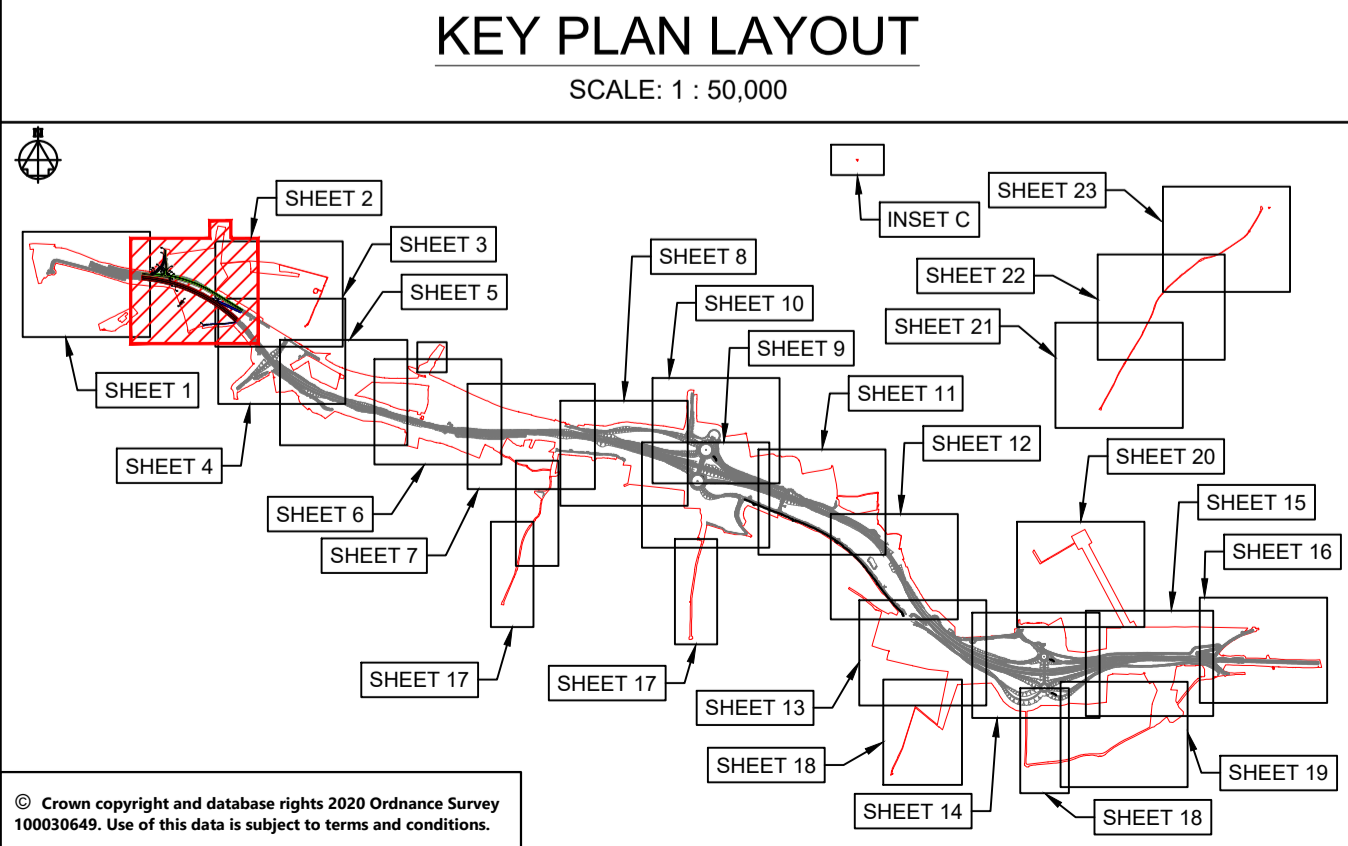 KEY PLAN LAYOUT
SCALE: 1 : 50,000
N
SHEET 2
SHEET 23
INSET C
SHEET 3
SHEET 8
SHEET 22
SHEET 5
SHEET 10
SHEET 21
SHEET 9
SHEET 1
SHEET 11
SHEET 12
SHEET 4
SHEET 20
SHEET 15
SHEET 6
SHEET 7
SHEET 16
SHEET 17
SHEET 17
SHEET 13
SHEET 18
SHEET 19
SHEET 14
SHEET 18
© Crown copyright and database rights 2020 Ordnance Survey
100030649. Use of this data is subject to terms and conditions.